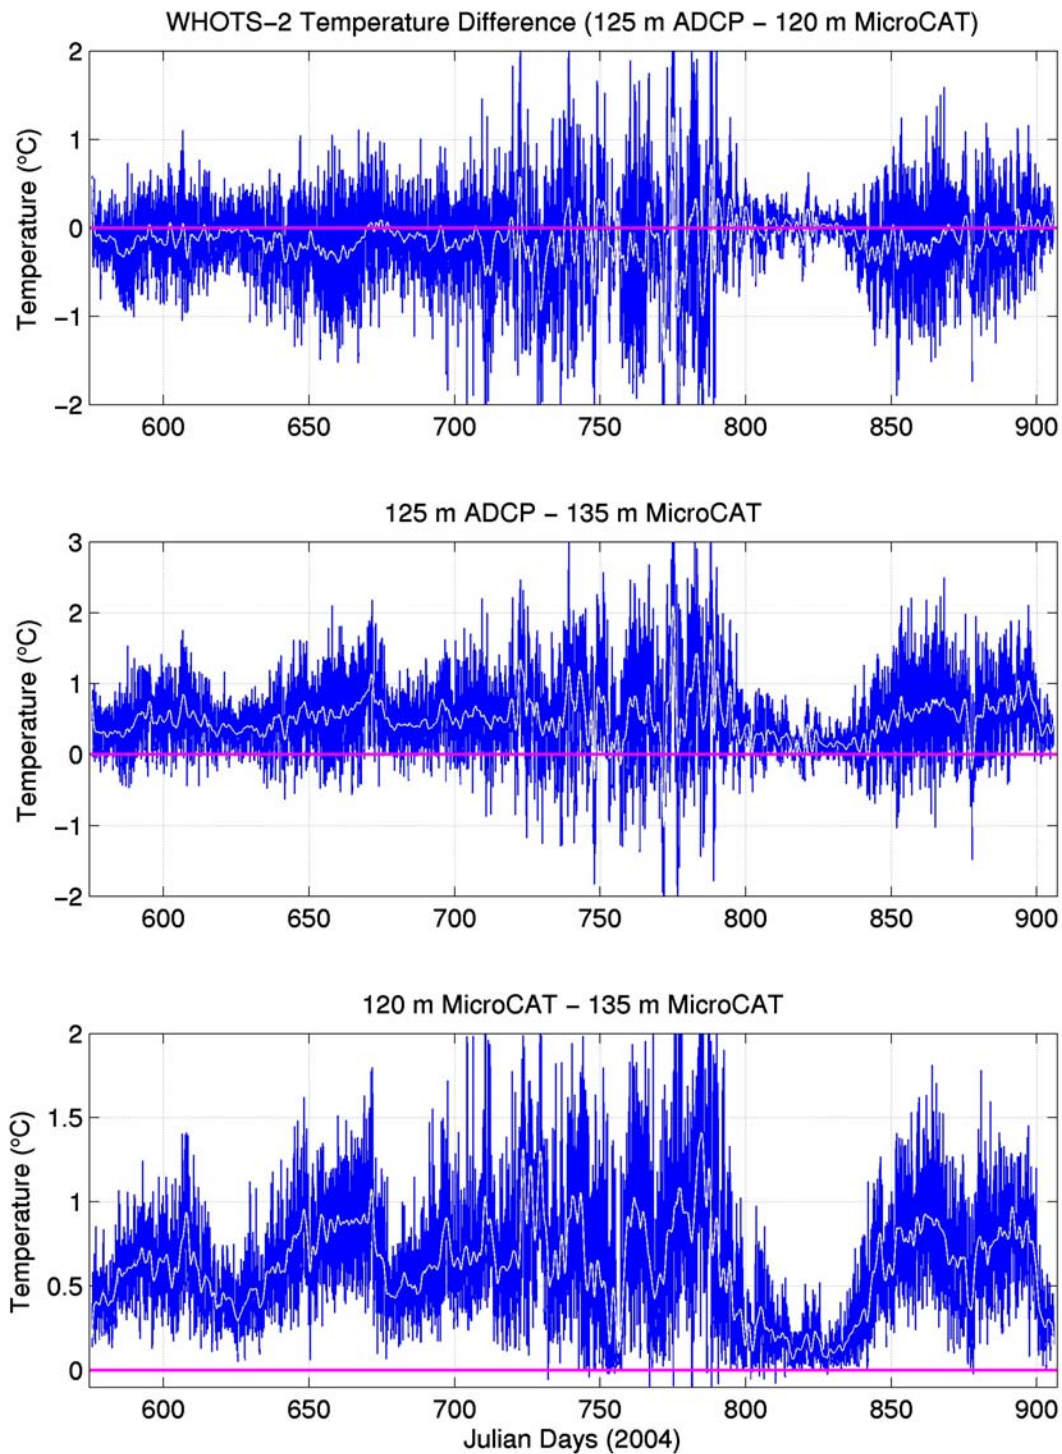 WHOTS-2 Temperature Difference (125 m ADCP - 120 m MicroCAT)
Temperature (°C)
2
1
0
-1
-2
600 650 700 750 800 850 900
125 m ADCP - 135 m MicroCAT
Temperature (°C)
3
2
1
0
-1
-2
600 650 700 750 800 850 900
120 m MicroCAT - 135 m MicroCAT
Temperature (°C)
2
1.5
1
0.5
0
600 650 700 750 800 850 900
Julian Days (2004)